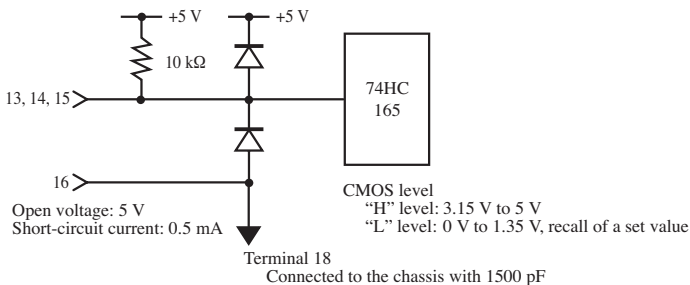 +5 V
+5 V
10 kΩ
74HC
165
13, 14, 15
16
CMOS level
"H" level: 3.15 V to 5 V
"L" level: 0 V to 1.35 V, recall of a set value
Open voltage: 5 V
Short-circuit current: 0.5 mA
Terminal 18
Connected to the chassis with 1500 pF